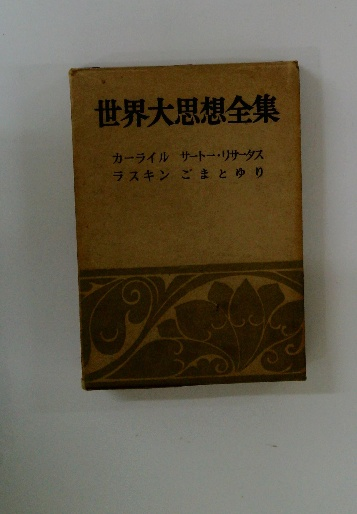 世界大思想全集
カーライル サートー・リサータス
ラスキン ごまとゆり